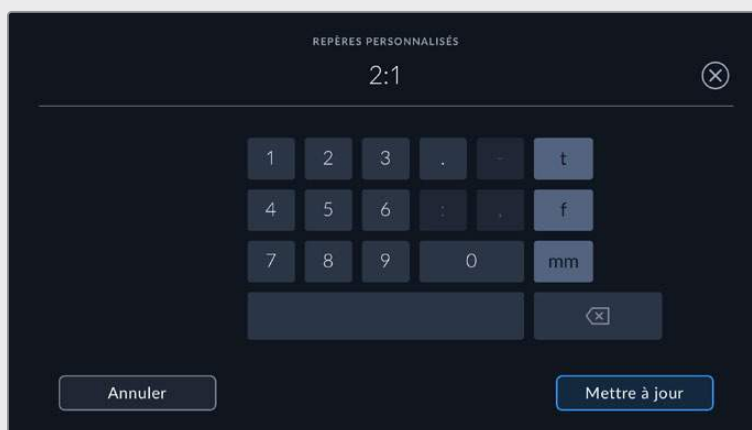 REPÈRES PERSONNALISÉS
2:1
1 2 3 . - t
4 5 6 : , f
7 8 9 0 mm
Annuler Mettre à jour